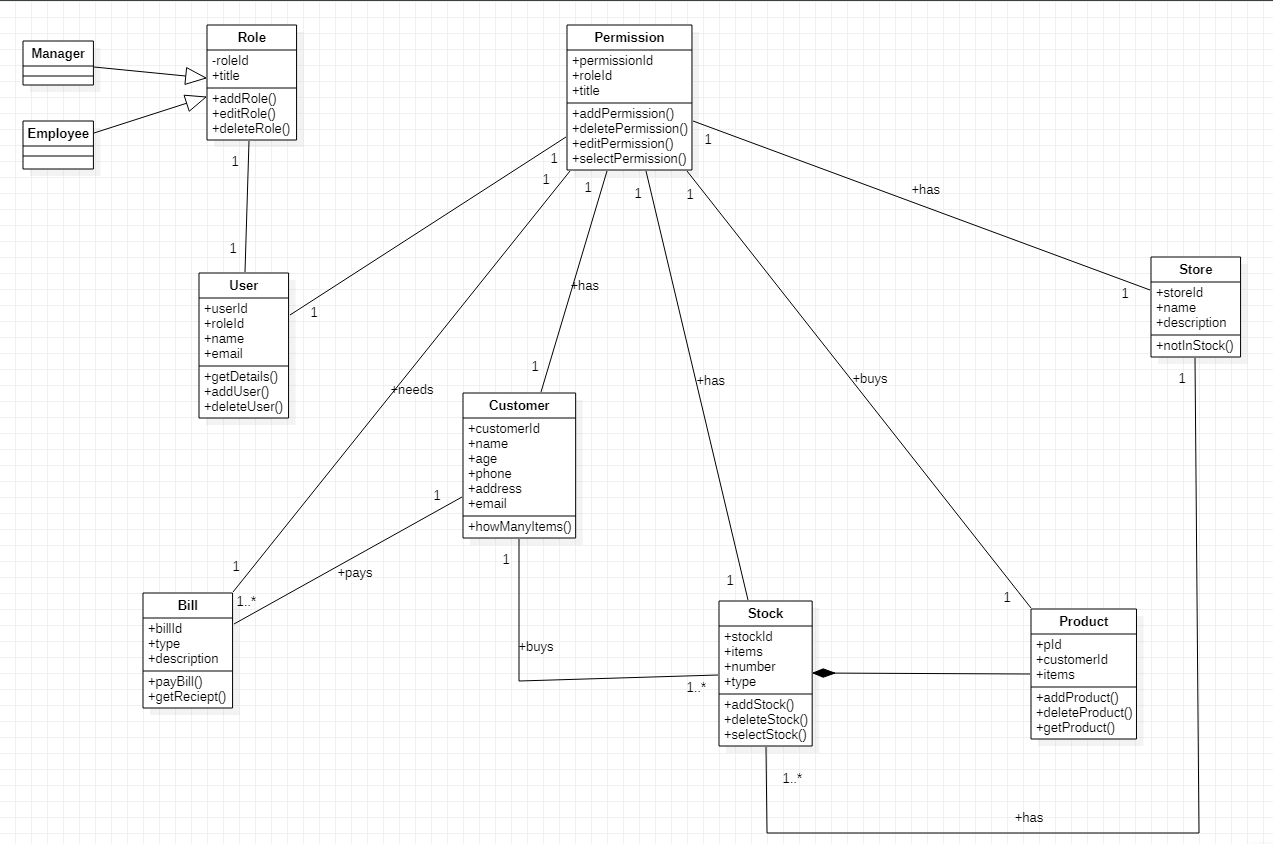 Manager
Employee
Role
-roleId
+title
+addRole()
+editRole()
+deleteRole()
1
1
Permission
+permissionId
+roleId
+title
+addPermission()
+deletePermission()
+editPermission()
+selectPermission()
1
1
1
1
1
1
+has
Store
+storeId
+name
+description
+notInStock()
1
1
User
+userId
+roleId
+name
+email
+getDetails()
+addUser()
+deleteUser()
1
+has
+needs
+has
+buys
1
Customer
+customerId
+name
+age
+phone
+address
+email
+howManyItems()
1
1
+pays
1
1..*
Bill
+billId
+type
+description
+payBill()
+getReciept()
+buys
1..*
1
Stock
+stockId
+items
+number
+type
+addStock()
+deleteStock()
+selectStock()
1..*
1
Product
+pId
+customerId
+items
+addProduct()
+deleteProduct()
+getProduct()
+has